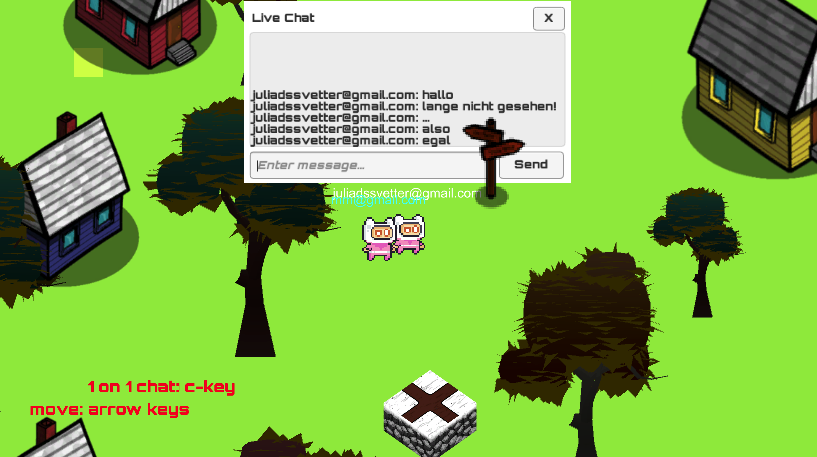 Live Chat
X
juliadssvetter@gmail.com: hallo
juliadssvetter@gmail.com: lange nicht gesehen!
juliadssvetter@gmail.com: ...
juliadssvetter@gmail.com: also
juliadssvetter@gmail.com: egal
Enter message...
Send
juliadssvetter@gmail.com
1 on 1 chat: c-key
move: arrow keys